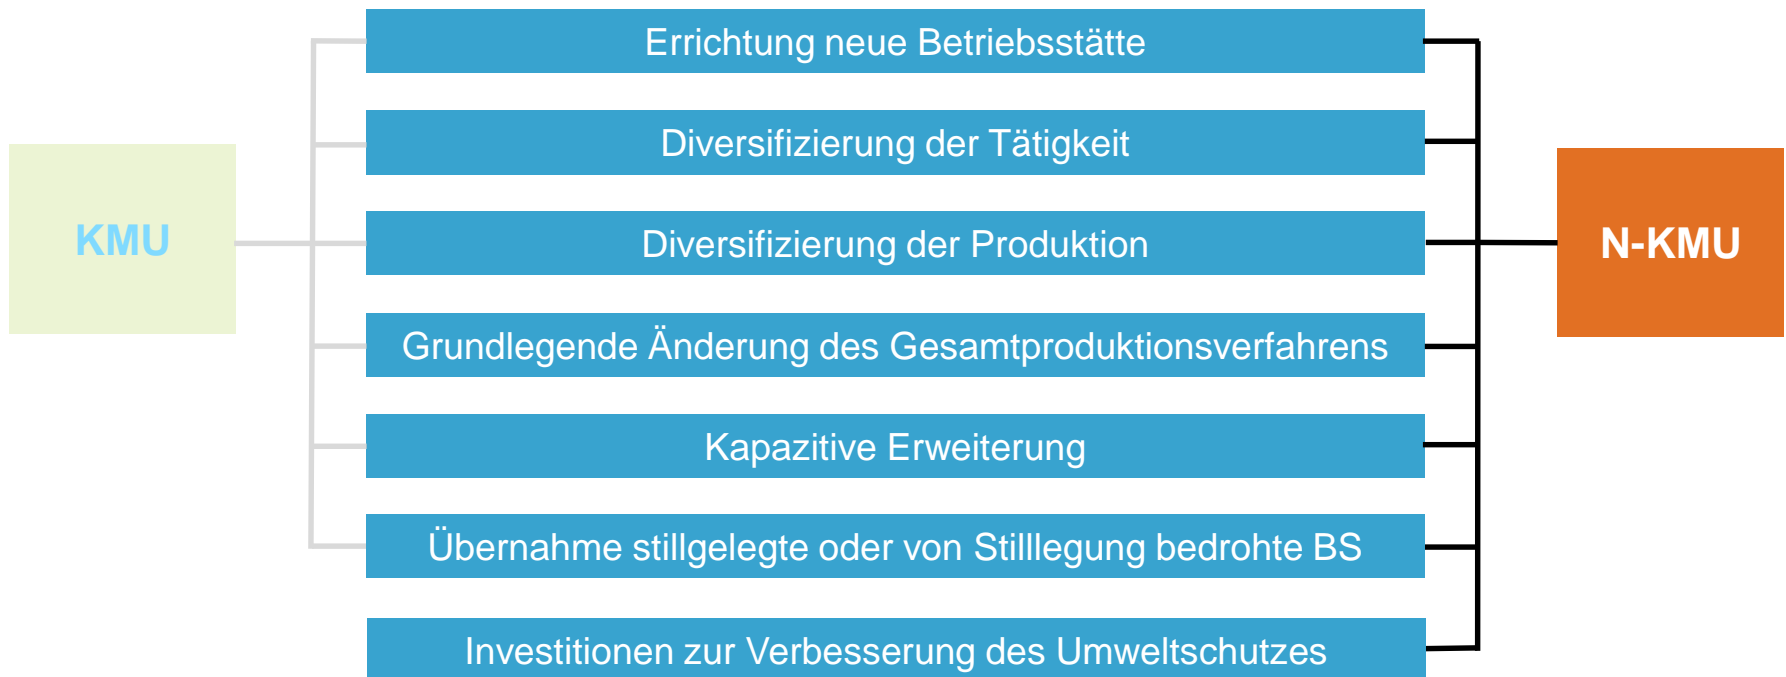 Errichtung neue Betriebsstätte
Diversifizierung der Tätigkeit
KMU
Diversifizierung der Produktion
N-KMU
Grundlegende Änderung des Gesamtproduktionsverfahrens
Kapazitive Erweiterung
Übernahme stillgelegte oder von Stilllegung bedrohte BS
Investitionen zur Verbesserung des Umweltschutzes